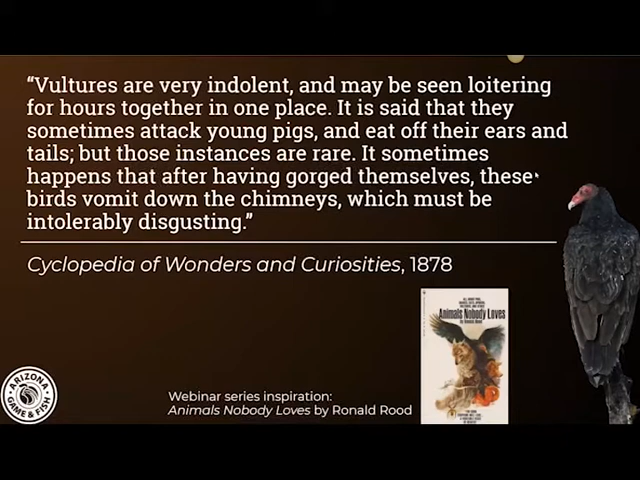 “Vultures are very indolent, and may be seen loitering
for hours together in one place. It is said that they
sometimes attack young pigs, and eat off their ears and
tails; but those instances are rare. It sometimes
happens that after having gorged themselves, these
birds vomit down the chimneys, which must be
intolerably disgusting.”
Cyclopedia of Wonders and Curiosities, 1878
Animals Nobody Loves
ARIZONA
GAME & FISH
Webinar series inspiration:
Animals Nobody Loves by Ronald Rood